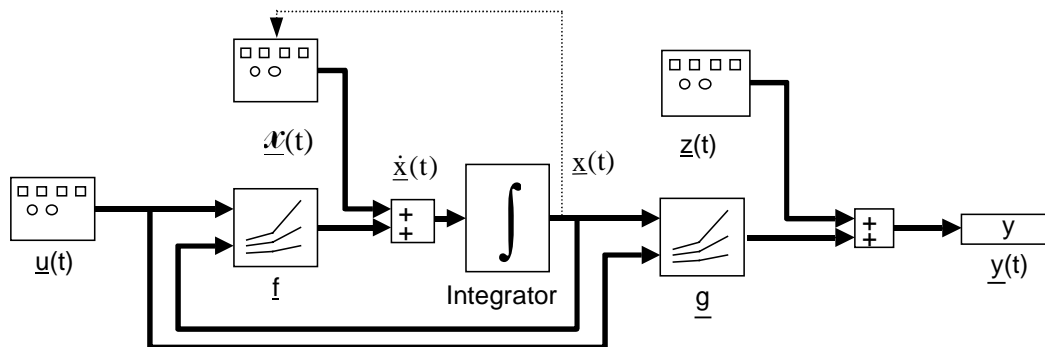 𝓍(t)
z(t)
ẋ(t)
x(t)
+
+
+
+
y
u(t)
f
Integrator
g
y(t)